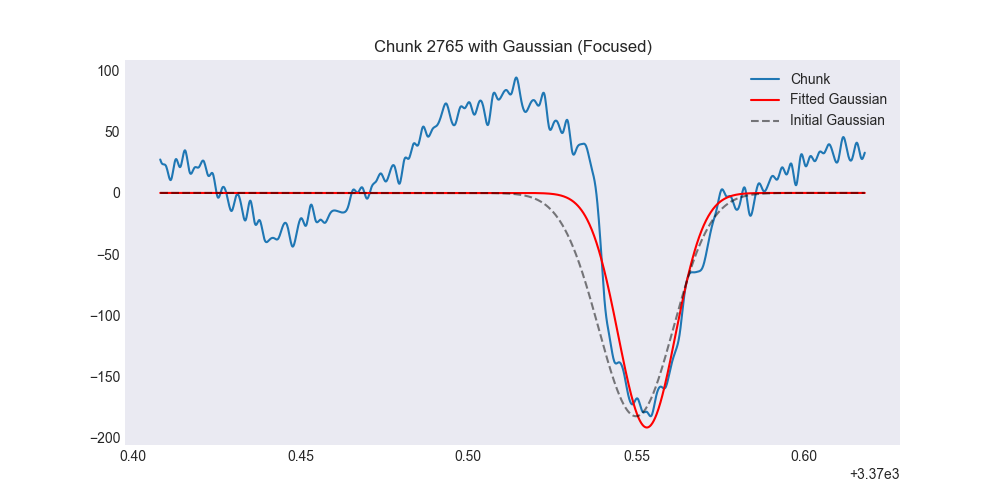 Chunk 2765 with Gaussian (Focused)
100
50
0
−50
−100
−150
−200
Chunk
Fitted Gaussian
Initial Gaussian
0.40 0.45 0.50 0.55 0.60
+3.37e3